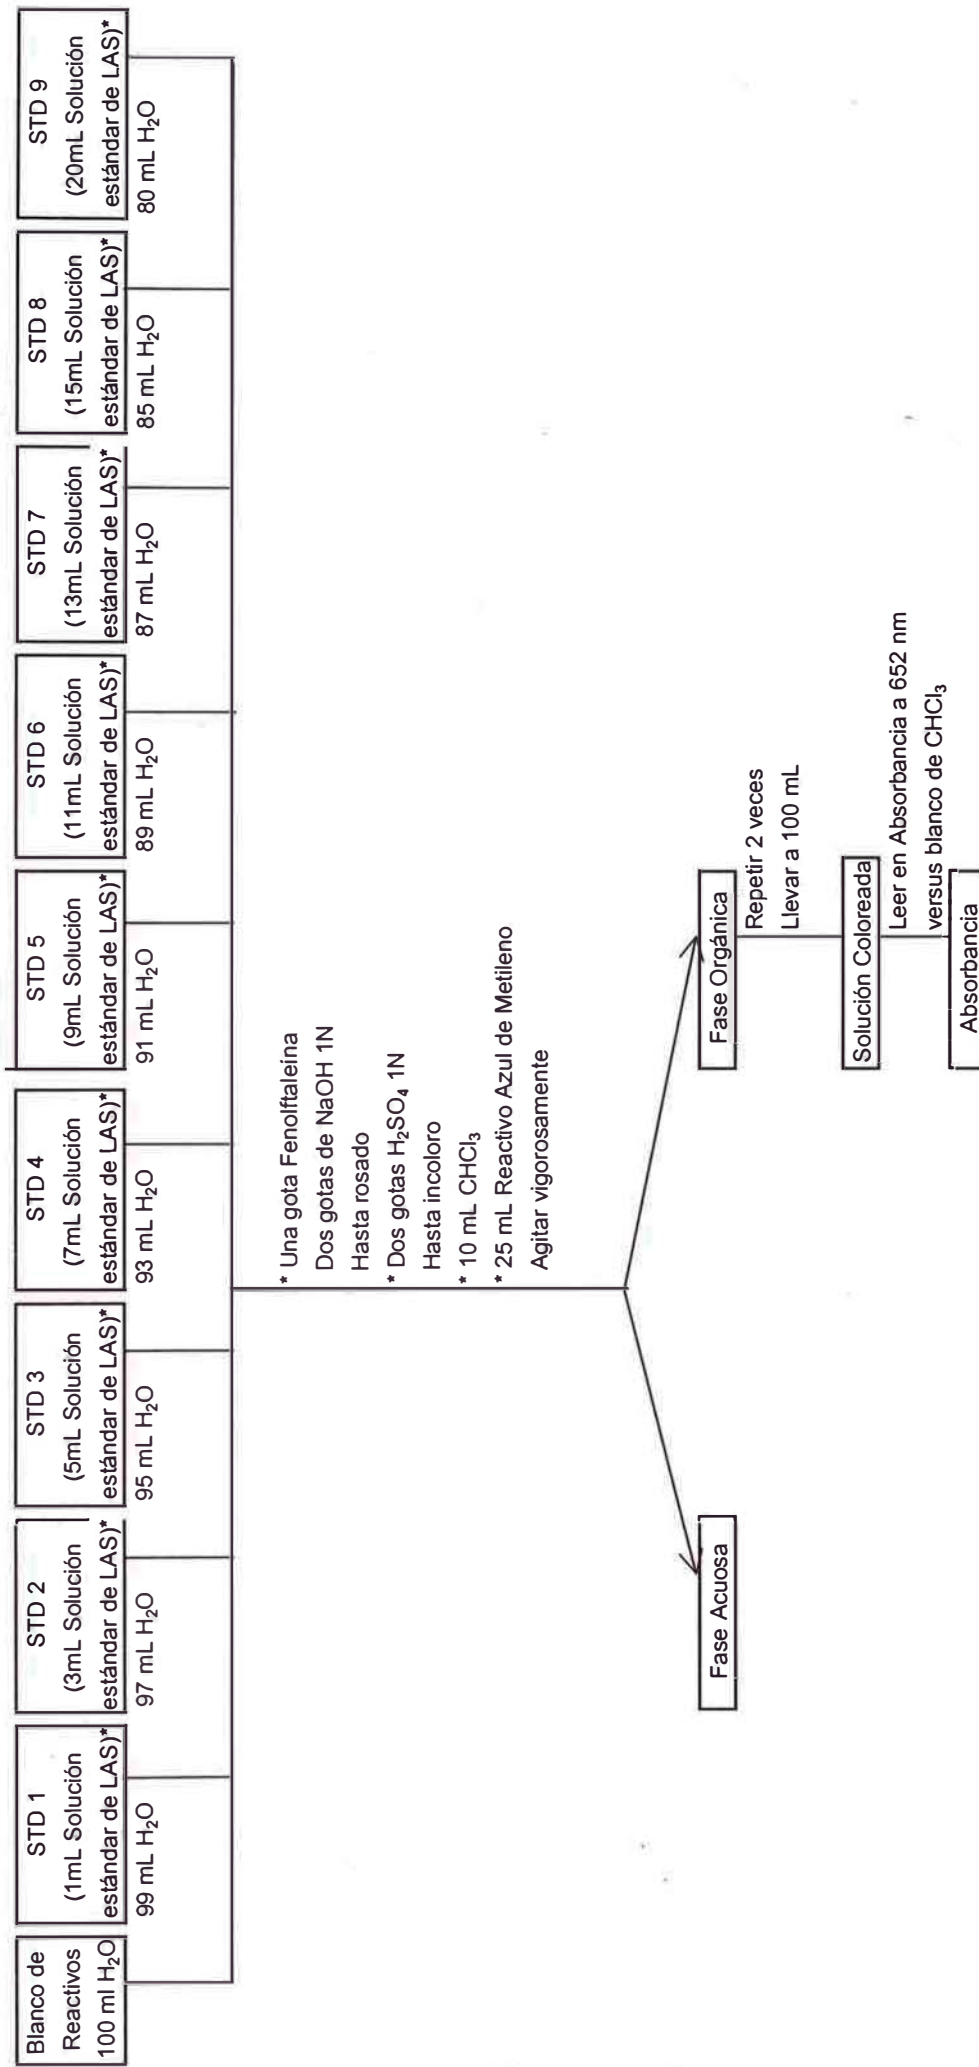 Blanco de
Reactivos
100 ml H₂O
STD 1
(1mL Solución
estándar de LAS)*
99 mL H₂O
STD 2
(3mL Solución
estándar de LAS)*
97 mL H₂O
STD 3
(5mL Solución
estándar de LAS)*
95 mL H₂O
STD 4
(7mL Solución
estándar de LAS)*
93 mL H₂O
STD 5
(9mL Solución
estándar de LAS)*
91 mL H₂O
STD 6
(11mL Solución
estándar de LAS)*
89 mL H₂O
STD 7
(13mL Solución
estándar de LAS)*
87 mL H₂O
STD 8
(15mL Solución
estándar de LAS)*
85 mL H₂O
STD 9
(20mL Solución
estándar de LAS)*
80 mL H₂O
* Una gota Fenolftaleína
Dos gotas de NaOH 1N
Hasta rosado
* Dos gotas H₂SO₄ 1N
Hasta incoloro
* 10 mL CHCl₃
* 25 mL Reactivo Azul de Metileno
Agitar vigorosamente
Fase Acuosa
Fase Orgánica
Repetir 2 veces
Llevar a 100 mL
Solución Coloreada
Leer en Absorbancia a 652 nm
versus blanco de CHCl₃
Absorbancia